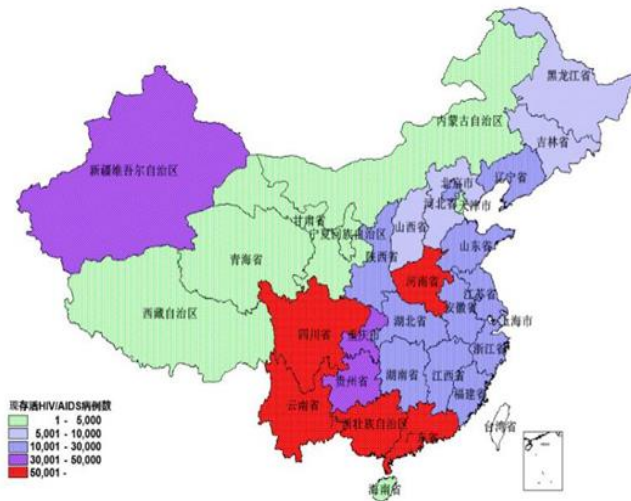 黑龙江省
内蒙古自治区
吉林省
新疆维吾尔自治区
北京市
辽宁省
河北省
天津市
甘肃省
宁夏回族自治区
山西省
山东省
青海省
陕西省
河南省
江苏省
西藏自治区
安徽省
上海市
四川省
重庆市
湖北省
浙江省
贵州省
湖南省
江西省
云南省
福建省
广西壮族自治区
广东省
台湾省
海南省
现存活HIV/AIDS病例数
1 - 5,000
5,001 - 10,000
10,001 - 30,000
30,001 - 50,000
50,001 -